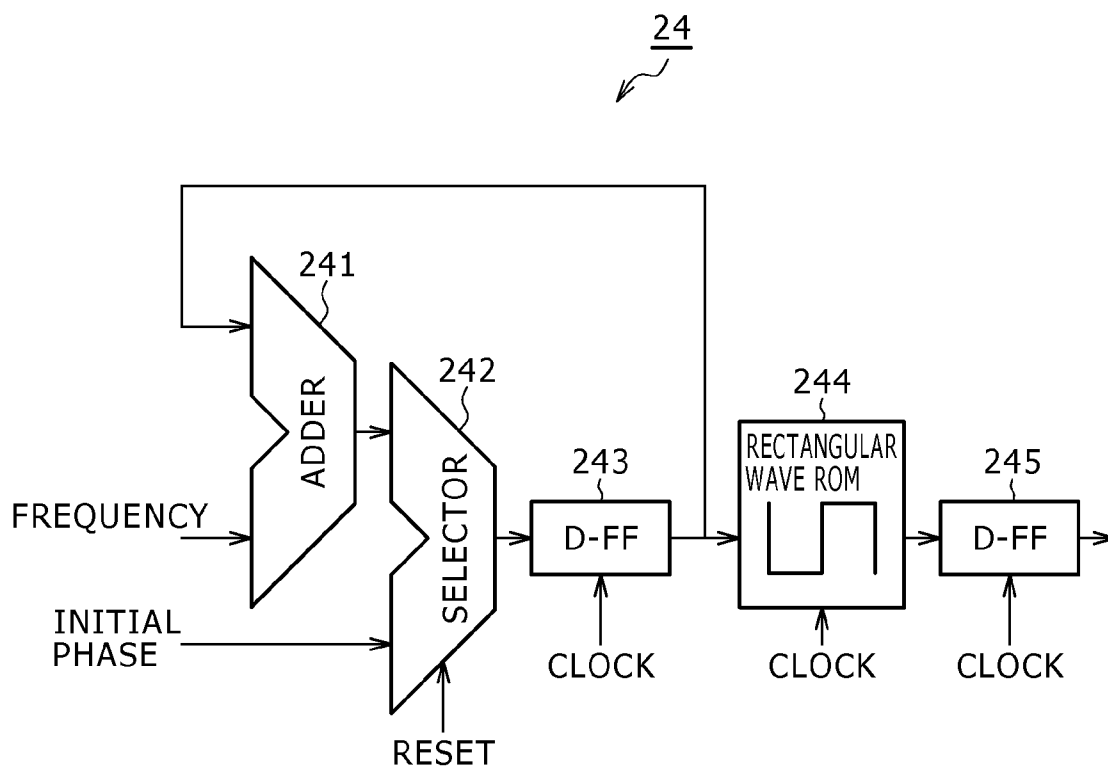 24
241
ADDER
242
SELECTOR
243
D-FF
244
RECTANGULAR
WAVE ROM
245
D-FF
FREQUENCY
INITIAL
PHASE
RESET
CLOCK
CLOCK
CLOCK